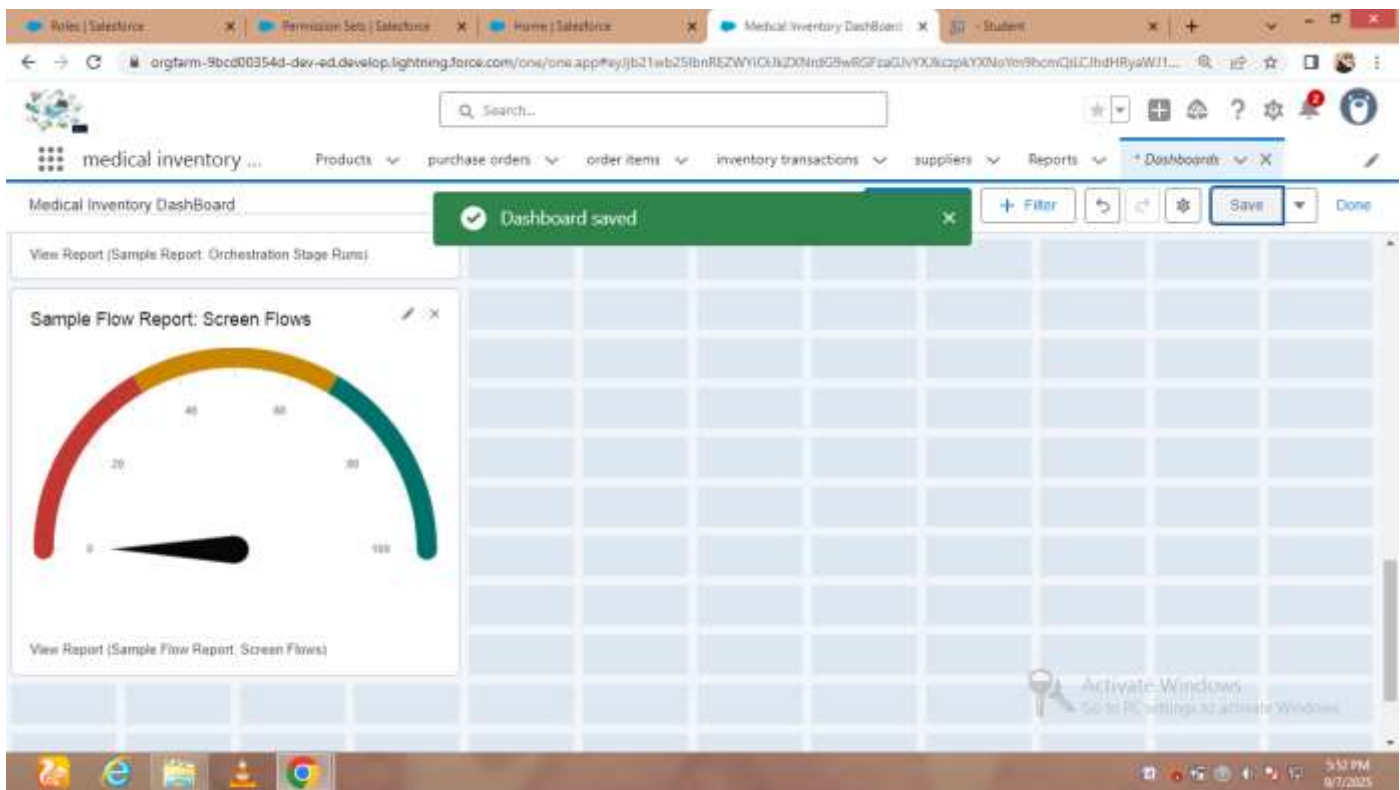 Roles | Salesforce
Permission Sets | Salesforce
Home | Salesforce
Medical Inventory DashBoard
- Student
Search...
2
medical inventory ...
Products
purchase orders
order items
inventory transactions
suppliers
Reports
* Dashboards
Medical Inventory DashBoard
Dashboard saved
+ Filter
Save
Done
View Report (Sample Report: Orchestration Stage Runs)
Sample Flow Report: Screen Flows
40
60
20
80
0
100
View Report (Sample Flow Report: Screen Flows)
Activate Windows
Go to PC settings to activate Windows.
5:52 PM
9/7/2025